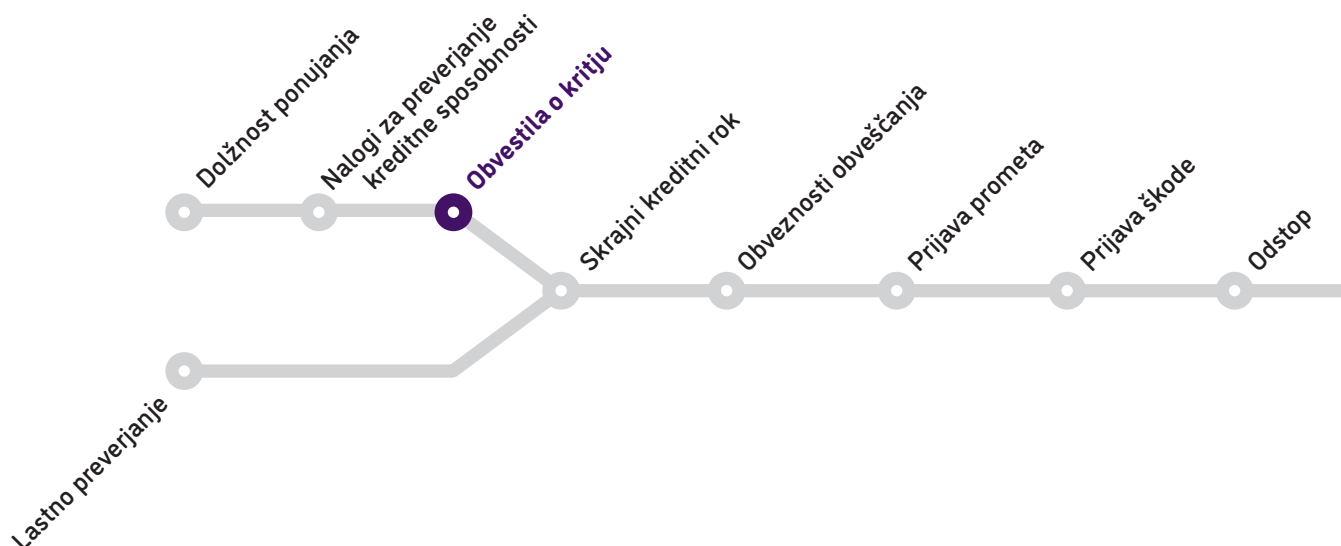 Dolžnost ponujanja
Nalogi za preverjanje
kreditne sposobnosti
Obvestila o kritju
Skrajni kreditni rok
Obveznosti obveščanja
Prijava prometa
Prijava škode
Odstop
Lastno preverjanje